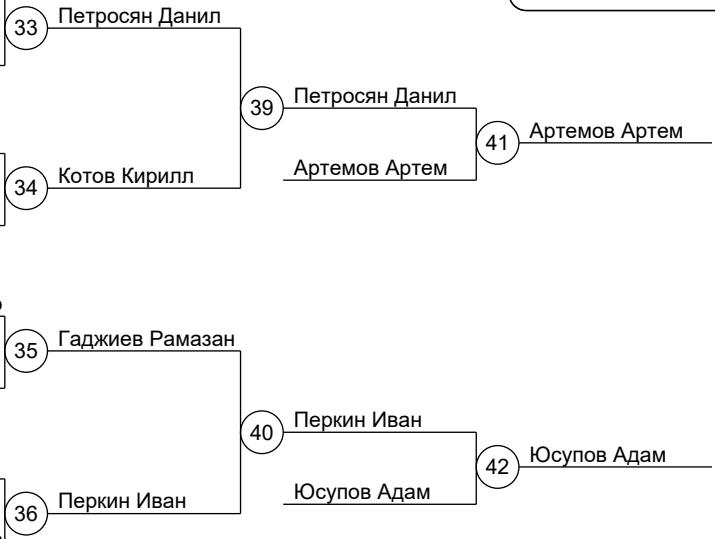 33
Петросян Данил
39
Петросян Данил
41
Артемов Артем
Артемов Артем
34
Котов Кирилл
35
Гаджиев Рамазан
40
Перкин Иван
42
Юсупов Адам
Юсупов Адам
36
Перкин Иван